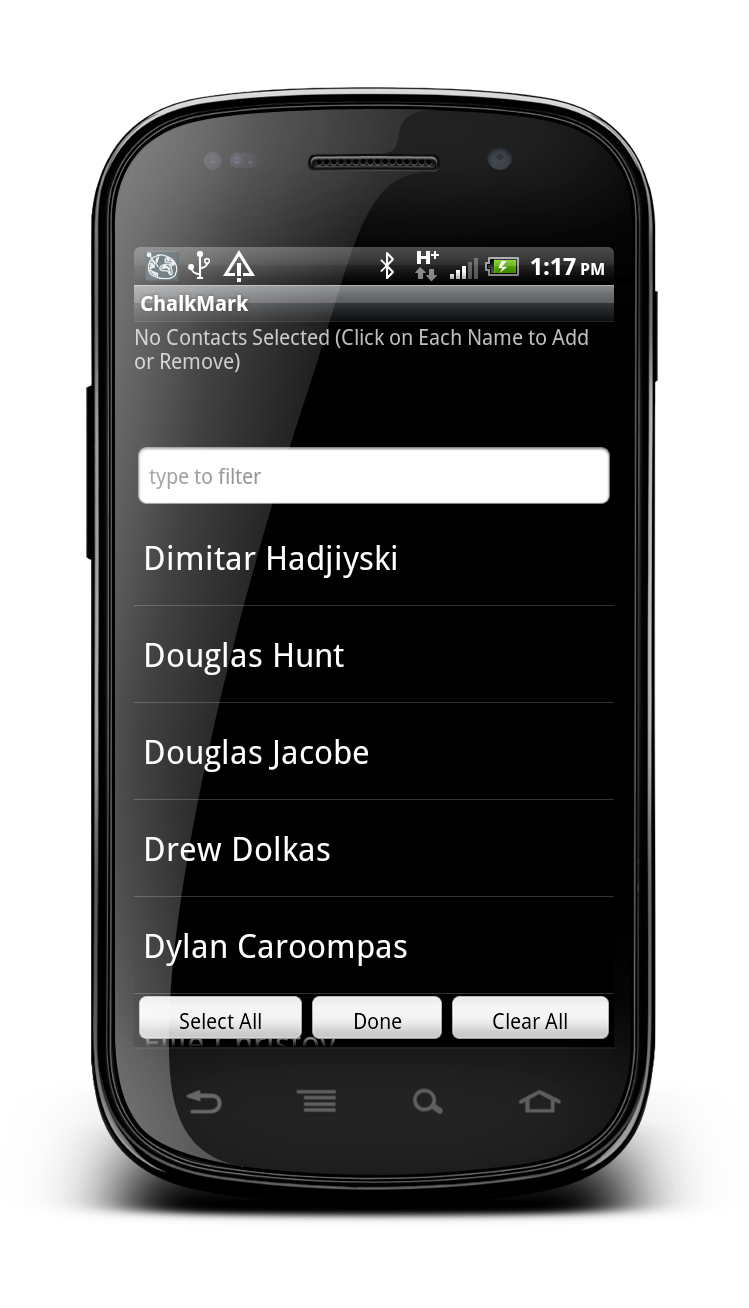 H+
1:17 PM
ChalkMark
No Contacts Selected (Click on Each Name to Add
or Remove)
type to filter
Dimitar Hadjiyski
Douglas Hunt
Douglas Jacobe
Drew Dolkas
Dylan Caroompas
Select All Done Clear All